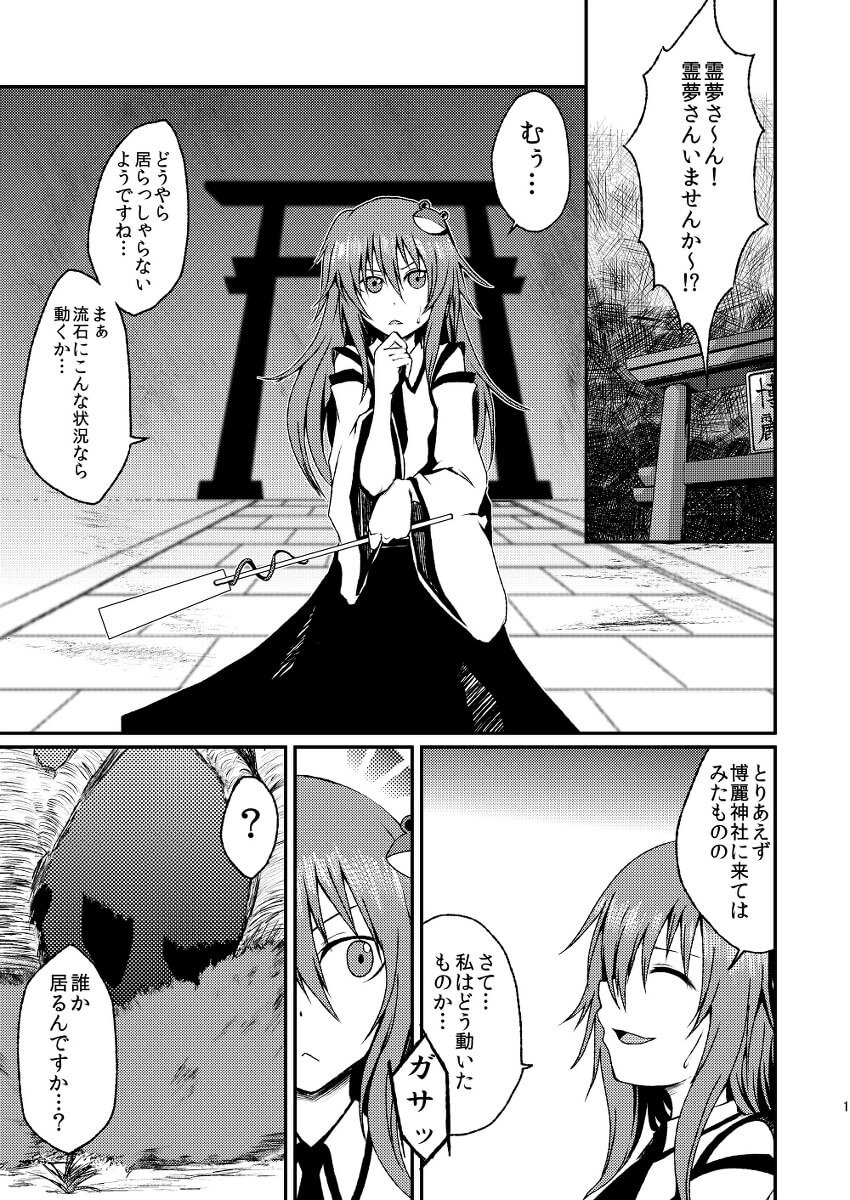 霊夢さ～ん！
霊夢さんいませんか～!?
博麗
むぅ…
どうやら
居らっしゃらない
ようですね…
まぁ
流石にこんな状況なら
動くか…
とりあえず
博麗神社に来ては
みたものの
さて…
私はどう動いた
ものか…
ガサッ
？
誰か
居るんですか…？
1